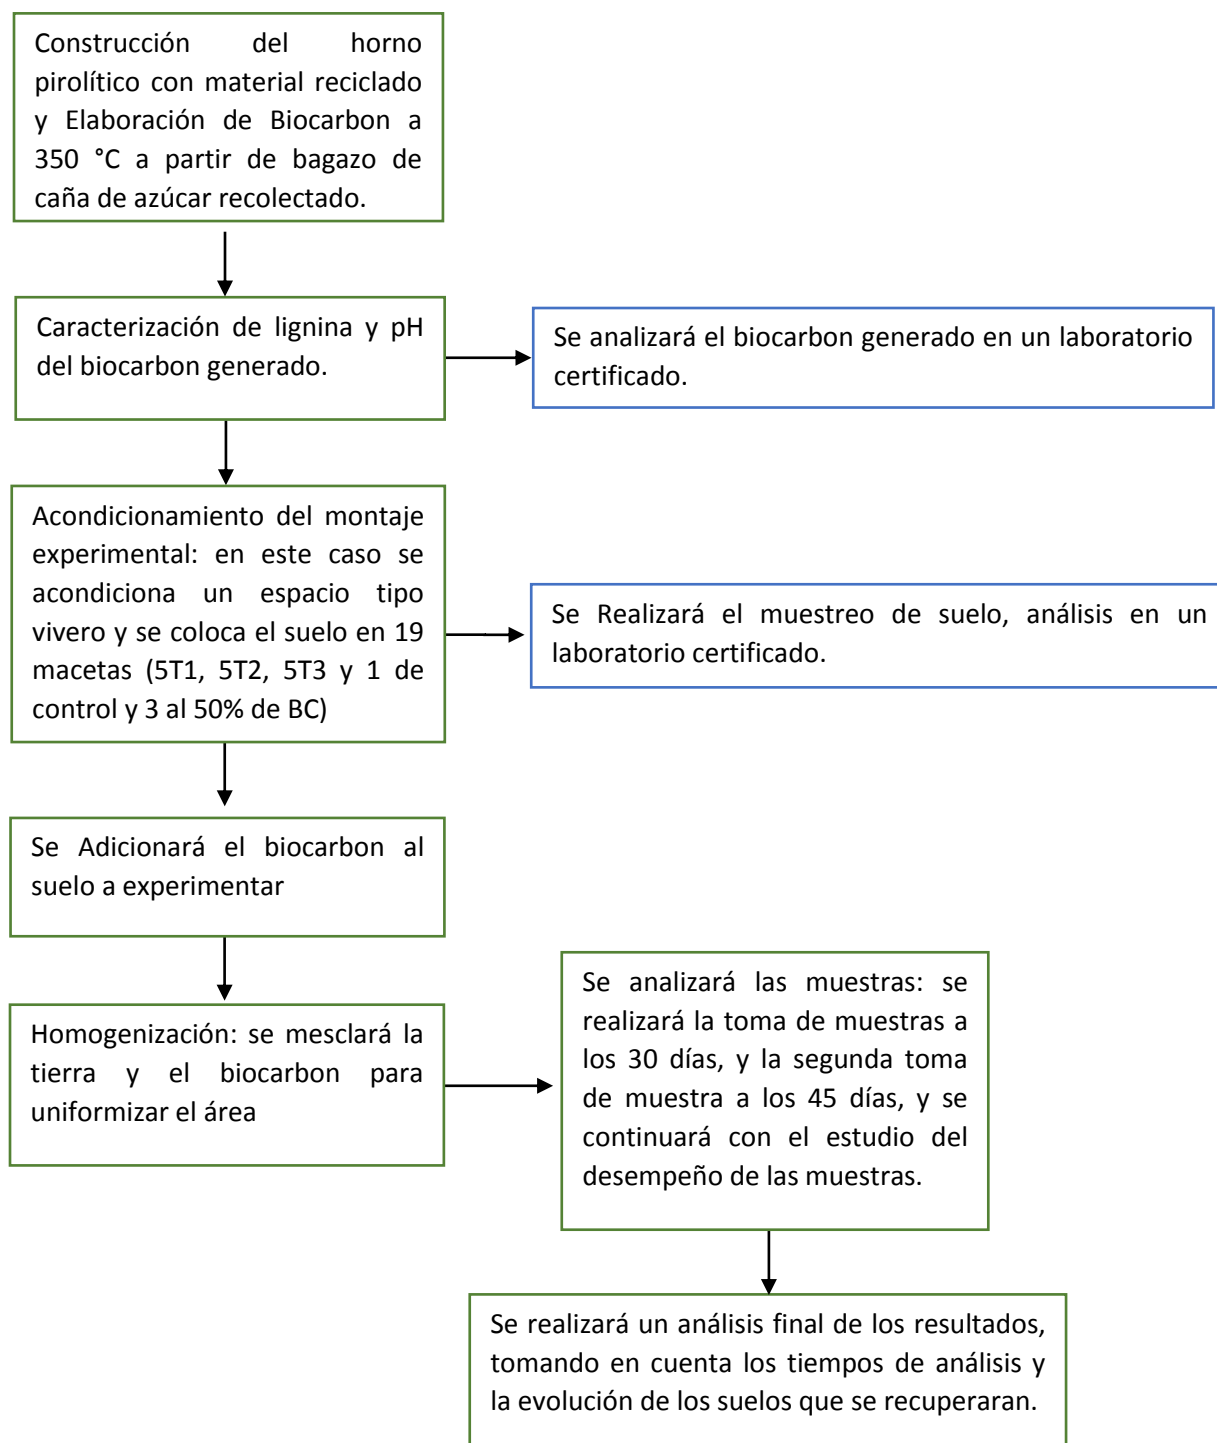 Construcción del horno
pirolítico con material reciclado
y Elaboración de Biocarbon a
350 °C a partir de bagazo de
caña de azúcar recolectado.
Caracterización de lignina y pH
del biocarbon generado.
Se analizará el biocarbon generado en un laboratorio
certificado.
Acondicionamiento del montaje
experimental: en este caso se
acondiciona un espacio tipo
vivero y se coloca el suelo en 19
macetas (5T1, 5T2, 5T3 y 1 de
control y 3 al 50% de BC)
Se Realizará el muestreo de suelo, análisis en un
laboratorio certificado.
Se Adicionará el biocarbon al
suelo a experimentar
Homogenización: se mesclará la
tierra y el biocarbon para
uniformizar el área
Se analizará las muestras: se
realizará la toma de muestras a
los 30 días, y la segunda toma
de muestra a los 45 días, y se
continuará con el estudio del
desempeño de las muestras.
Se realizará un análisis final de los resultados,
tomando en cuenta los tiempos de análisis y
la evolución de los suelos que se recuperaran.